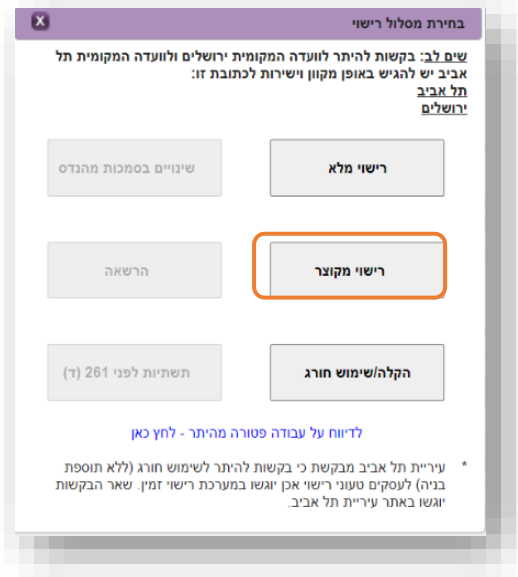 בחירת מסלול רישוי
X
שים לב: בקשות להיתר לוועדה המקומית ירושלים ולוועדה המקומית תל
אביב יש להגיש באופן מקוון וישירות לכתובת זו:
תל אביב
ירושלים
רישוי מלא
שינויים בסמכות מהנדס
רישוי מקוצר
הרשאה
הקלה/שימוש חורג
תשתיות לפני 261 (ד)
לדיווח על עבודה פטורה מהיתר - לחץ כאן
* עיריית תל אביב מבקשת כי בקשות להיתר לשימוש חורג (ללא תוספת
בניה) לעסקים טעוני רישוי אכן יוגשו במערכת רישוי זמין. שאר הבקשות
יוגשו באתר עיריית תל אביב.